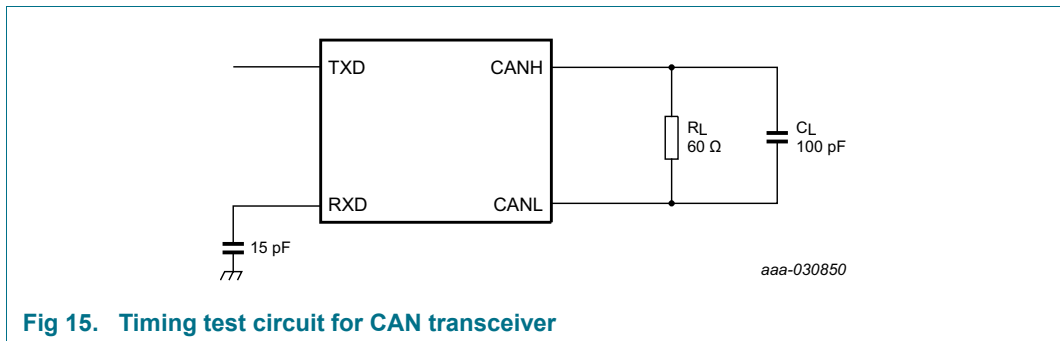 TXD CANH
RL
60 Ω
CL
100 pF
RXD CANL
15 pF
aaa-030850
Fig 15. Timing test circuit for CAN transceiver